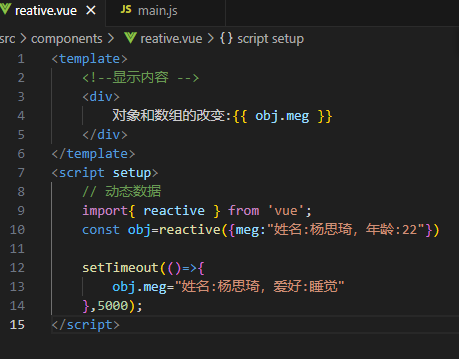 reative.vue × JS main.js
src > components > reative.vue > {} script setup
1 <template>
2 <!--显示内容 -->
3 <div>
4 对象和数组的改变:{{ obj.meg }}
5 </div>
6 </template>
7 <script setup>
8 // 动态数据
9 import{ reactive } from 'vue';
10 const obj=reactive({meg:"姓名:杨思琦，年龄:22"})
11
12 setTimeout(()=>{
13 obj.meg="姓名:杨思琦，爱好:睡觉"
14 },5000);
15 </script>